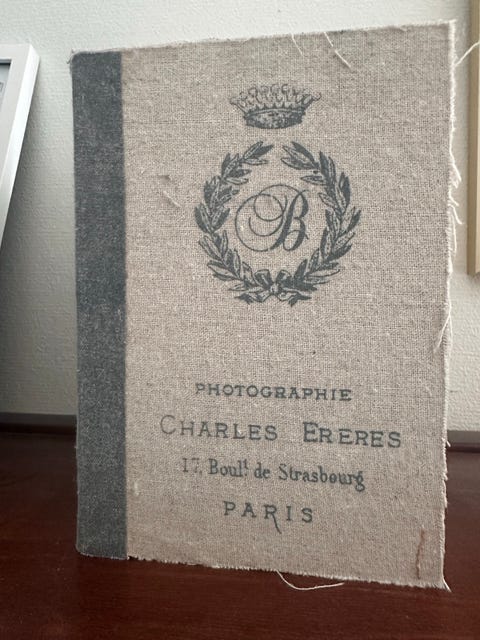 B
PHOTOGRAPHIE
CHARLES ERERES
17, Boult. de Strasbourg
PARIS